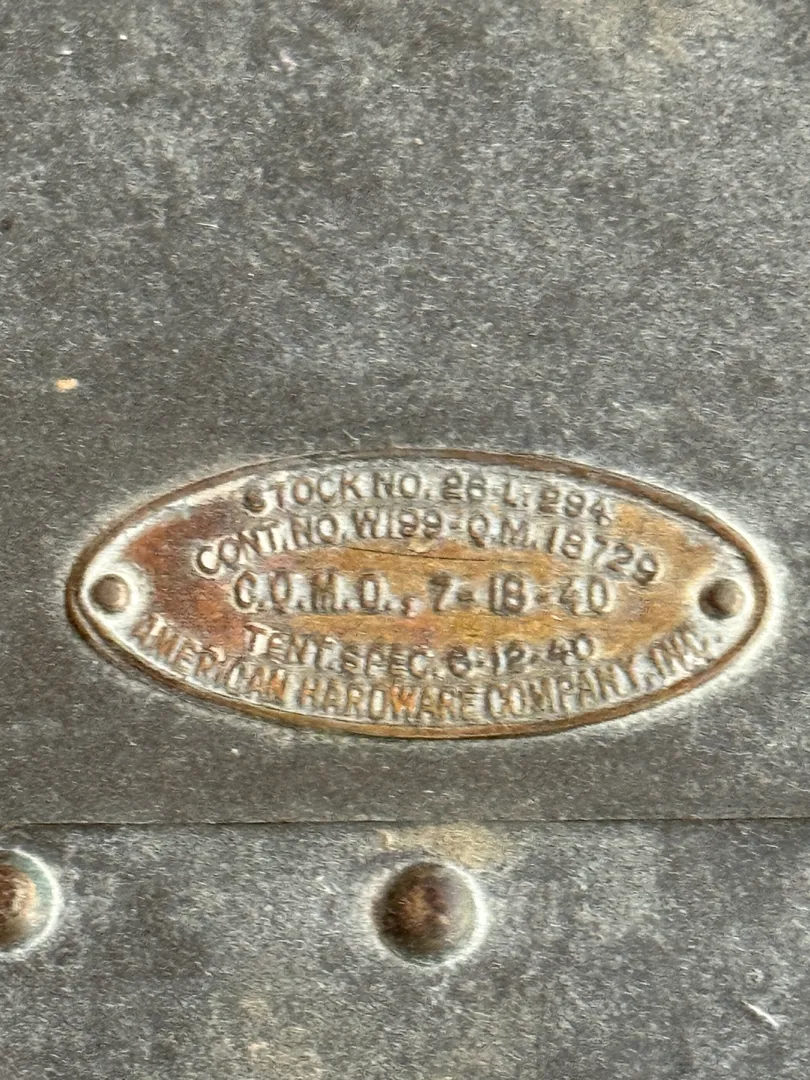 STOCK NO. 26-L-294
CONT. NO. W199-Q.M. 18729
C.Q.M.O., 7-18-40
TENT. SPEC. 6-12-40
AMERICAN HARDWARE COMPANY, INC.